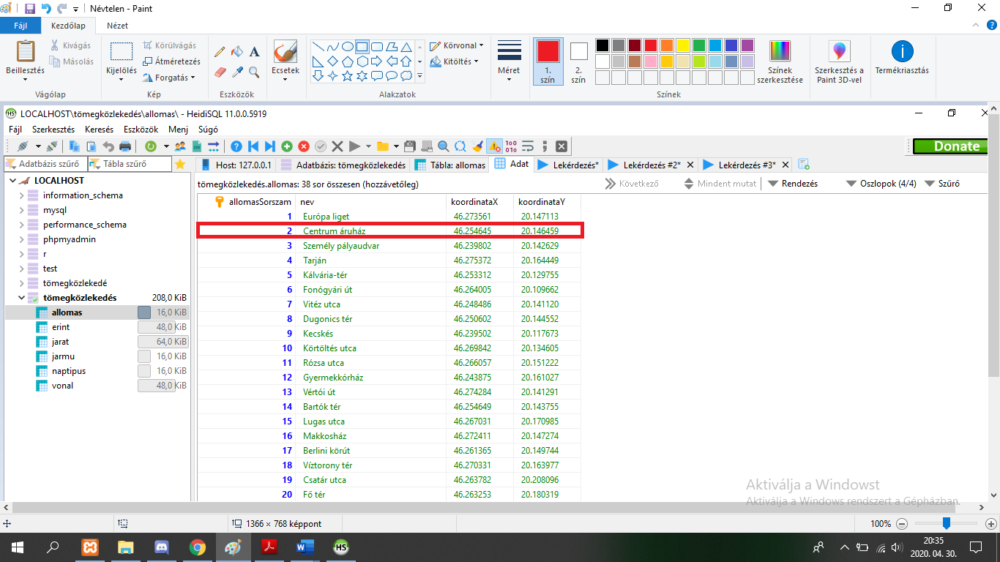 Névtelen - Paint
Fájl Kezdőlap Nézet
Beillesztés Kivágás Másolás Vágólap
Kijelölés Körülvágás Átméretezés Forgatás Kép
Eszközök
Ecsetek
Körvonal Kitöltés Alakzatok
Méret
1. szín
2. szín
Színek
Színek szerkesztése
Szerkesztés a Paint 3D-vel
Termékriasztás
LOCALHOST\tömegközlekedés\allomas\ - HeidiSQL 11.0.0.5919
Fájl Szerkesztés Keresés Eszközök Menj Súgó
Donate
Adatbázis szűrő Tábla szűrő
Host: 127.0.0.1 Adatbázis: tömegközlekedés Tábla: allomas Adat Lekérdezés* Lekérdezés #2* Lekérdezés #3*
LOCALHOST
information_schema
mysql
performance_schema
phpmyadmin
r
test
tömegközlekedé
tömegközlekedés 208,0 KiB
allomas 16,0 KiB
erint 48,0 KiB
jarat 64,0 KiB
jarmu 16,0 KiB
naptipus 16,0 KiB
vonal 48,0 KiB
tömegközlekedés.allomas: 38 sor összesen (hozzávetőleg) Következő Mindent mutat Rendezés Oszlopok (4/4) Szűrő
allomasSorszam nev koordinataX koordinataY
1 Európa liget 46.273561 20.147113
2 Centrum áruház 46.254645 20.146459
3 Személy pályaudvar 46.239802 20.142629
4 Tarján 46.275372 20.164449
5 Kálvária-tér 46.253312 20.129755
6 Fonógyári út 46.264005 20.109662
7 Vitéz utca 46.248486 20.141120
8 Dugonics tér 46.250602 20.144552
9 Kecskés 46.239502 20.117673
10 Körtöltés utca 46.269842 20.134605
11 Rózsa utca 46.266057 20.151222
12 Gyermekkórház 46.243875 20.161027
13 Vértói út 46.274284 20.141291
14 Bartók tér 46.254649 20.143755
15 Lugas utca 46.267031 20.170985
16 Makkosház 46.272411 20.147274
17 Berlini körút 46.261365 20.149744
18 Víztorony tér 46.270331 20.163977
19 Csatár utca 46.263782 20.208096
20 Fő tér 46.263253 20.180319
Aktiválja a Windowst
Aktiválja a Windows rendszert a Gépházban.
1366 × 768 képpont 100%
20:35
2020. 04. 30.